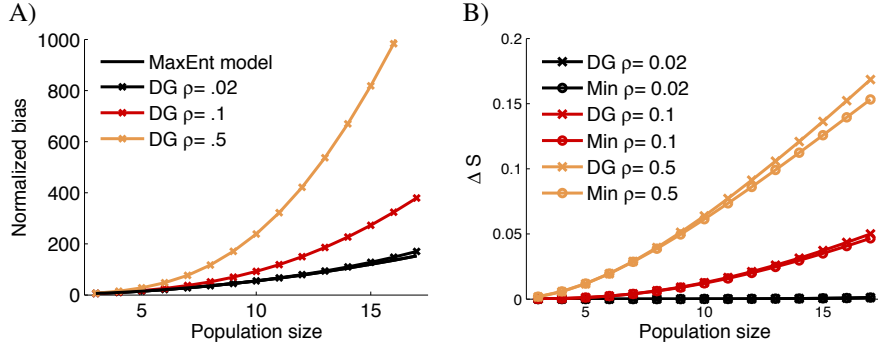 A)
1000
800
600
400
200
0
5
10
15
Normalized bias
Population size
MaxEnt model
DG ρ= .02
DG ρ= .1
DG ρ= .5
B)
0.2
0.15
0.1
0.05
0
5
10
15
Δ S
Population size
DG ρ= 0.02
Min ρ= 0.02
DG ρ= 0.1
Min ρ= 0.1
DG ρ= 0.5
Min ρ= 0.5